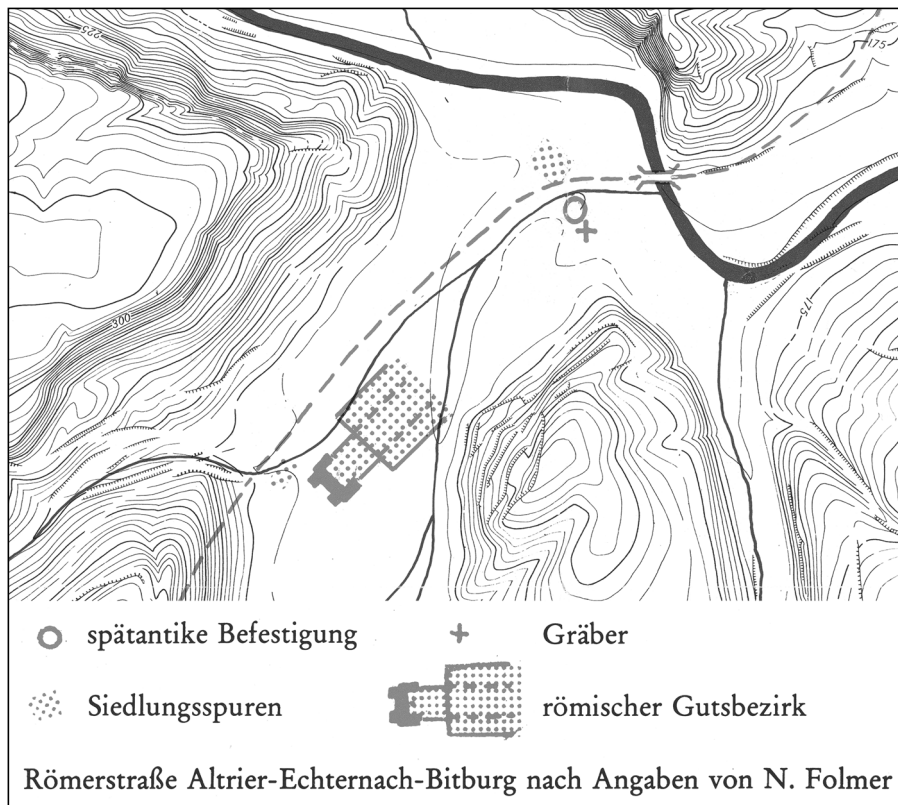 225
175
300
175
spätantike Befestigung
Gräber
Siedlungsspuren
römischer Gutsbezirk
Römerstraße Altrier-Echternach-Bitburg nach Angaben von N. Folmer